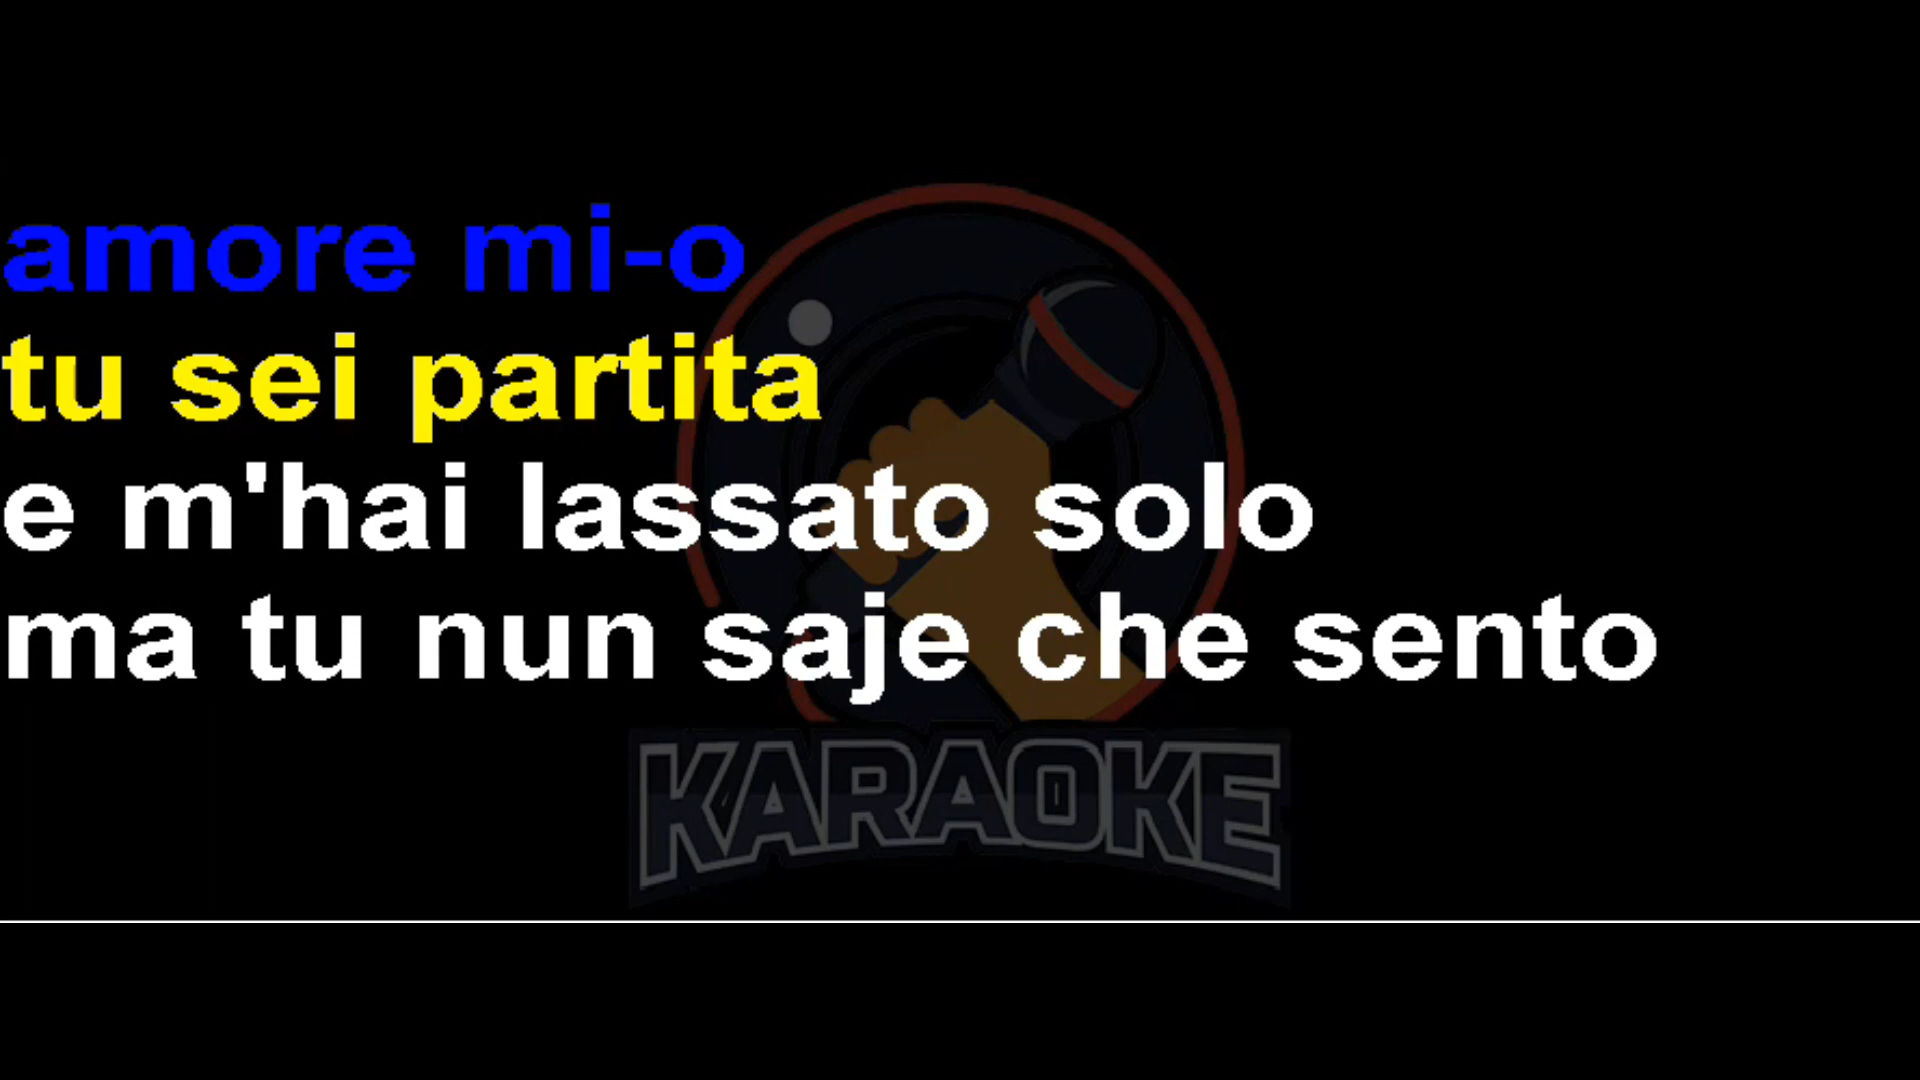 amore mi-o
tu sei partita
e m'hai lassato solo
ma tu nun saje che sento
KARAOKE